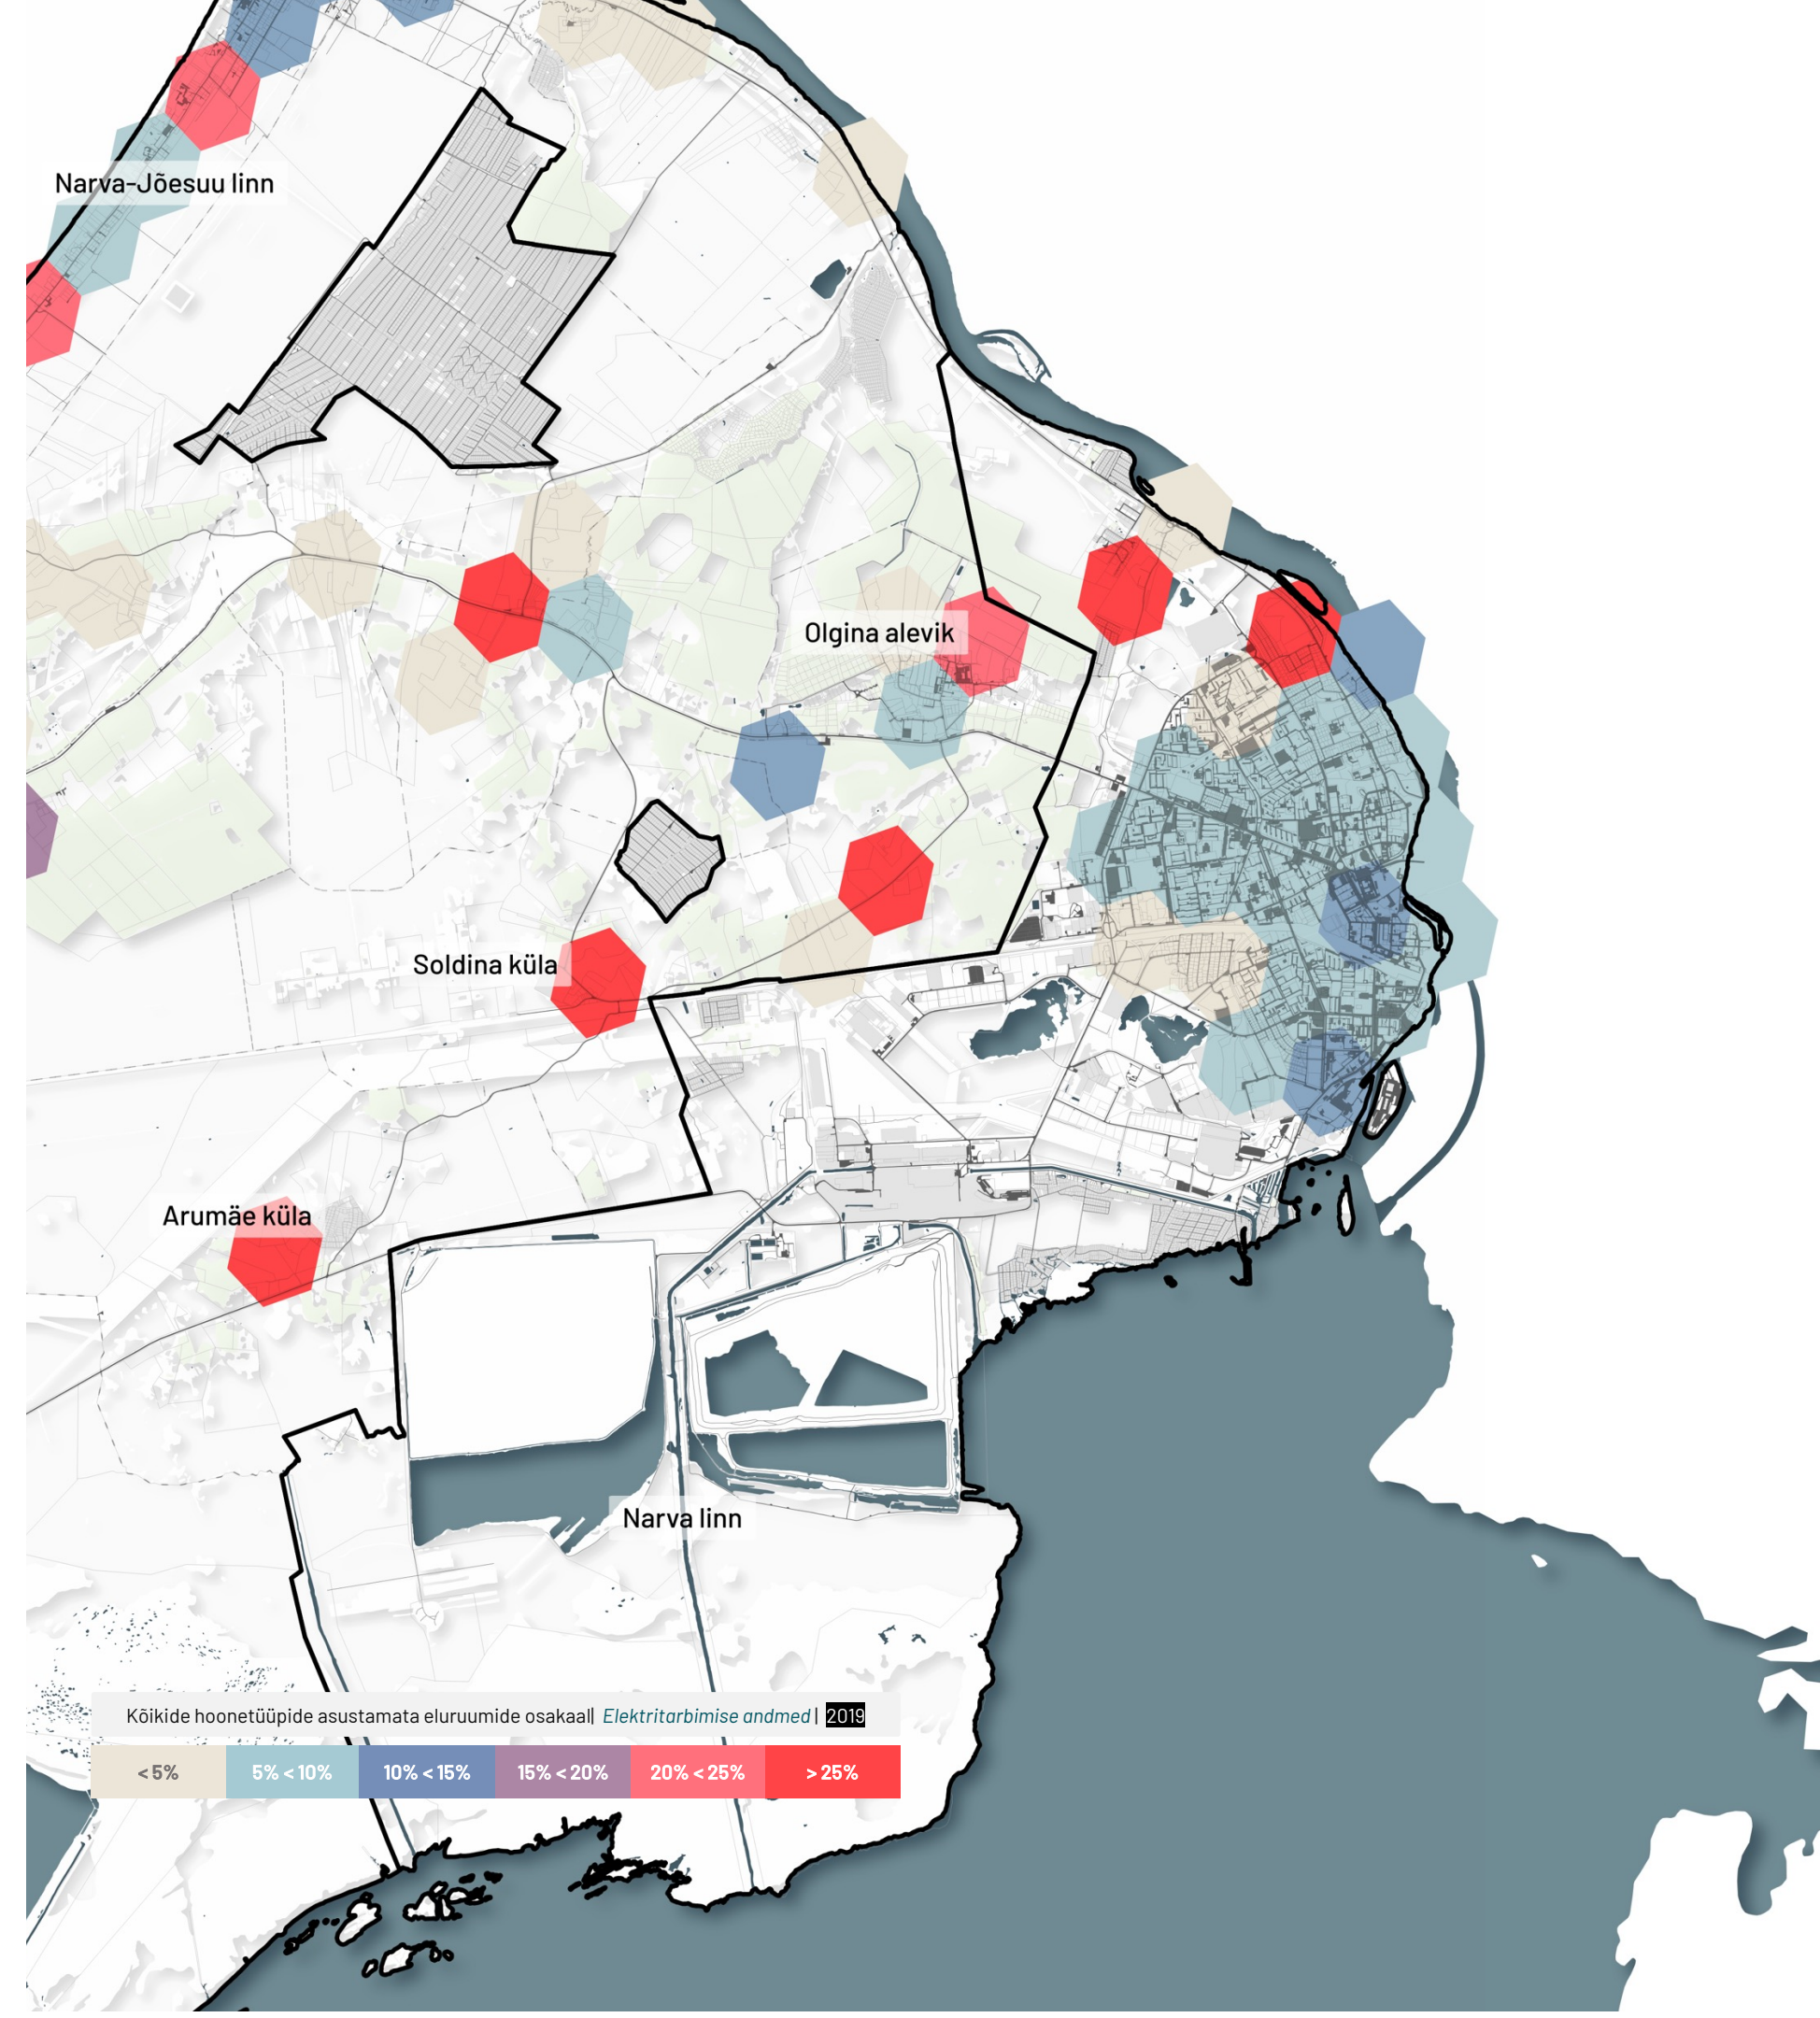 Narva-Jõesuu linn
Olgina alevik
Soldina küla
Arumäe küla
Narva linn
Kõikide hoonetüüpide asustamata eluruumide osakaal| Elektritarbimise andmed | 2019
<5% 5% <10% 10% <15% 15% <20% 20% <25% >25%